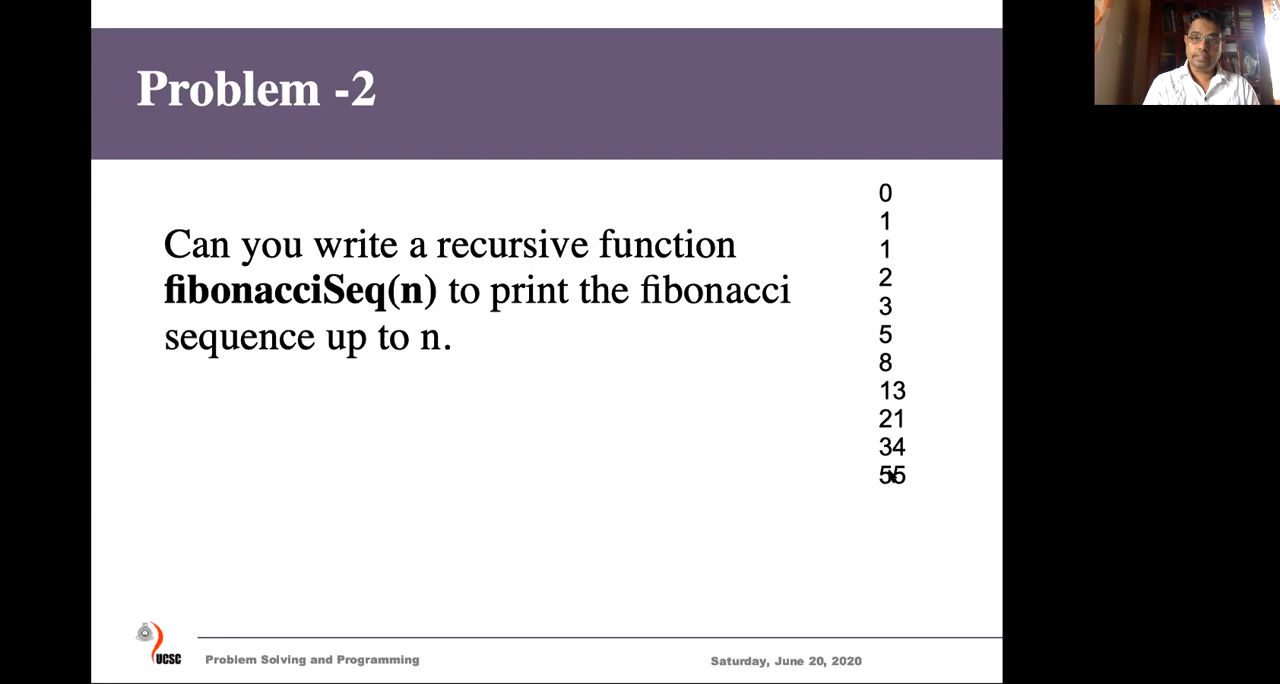 Problem -2
Can you write a recursive function
fibonacciSeq(n) to print the fibonacci
sequence up to n.
0
1
1
2
3
5
8
13
21
34
55
UCSC
Problem Solving and Programming
Saturday, June 20, 2020